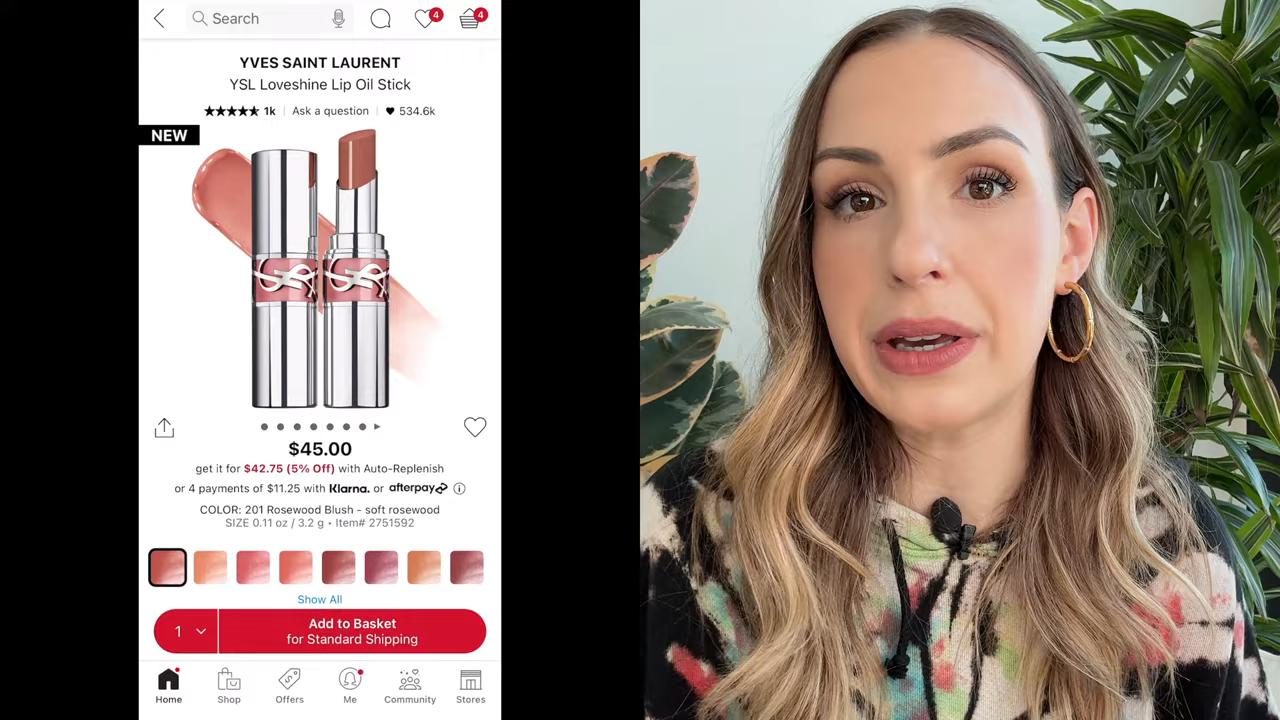 Search
4
4
YVES SAINT LAURENT
YSL Loveshine Lip Oil Stick
1k
Ask a question
534.6k
NEW
$45.00
get it for $42.75 (5% Off) with Auto-Replenish
or 4 payments of $11.25 with Klarna. or afterpay
COLOR: 201 Rosewood Blush - soft rosewood
SIZE 0.11 oz / 3.2 g • Item# 2751592
Show All
1
Add to Basket
for Standard Shipping
Home
Shop
Offers
Me
Community
Stores